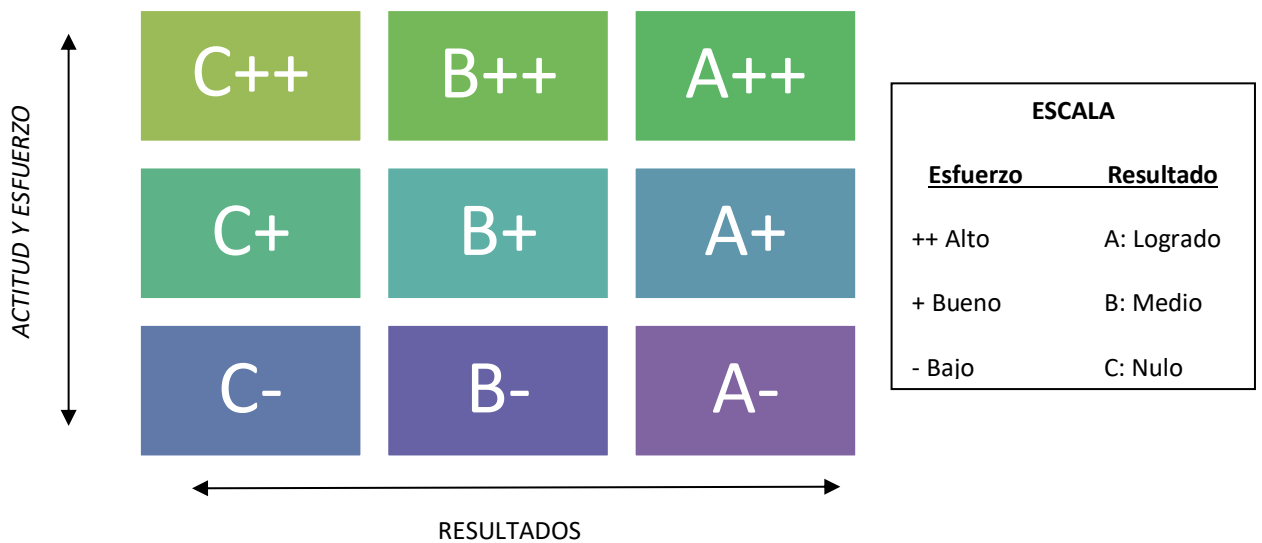 ACTITUD Y ESFUERZO
C++ B++ A++
C+ B+ A+
C- B- A-
RESULTADOS
ESCALA
Esfuerzo Resultado
++ Alto A: Logrado
+ Bueno B: Medio
- Bajo C: Nulo